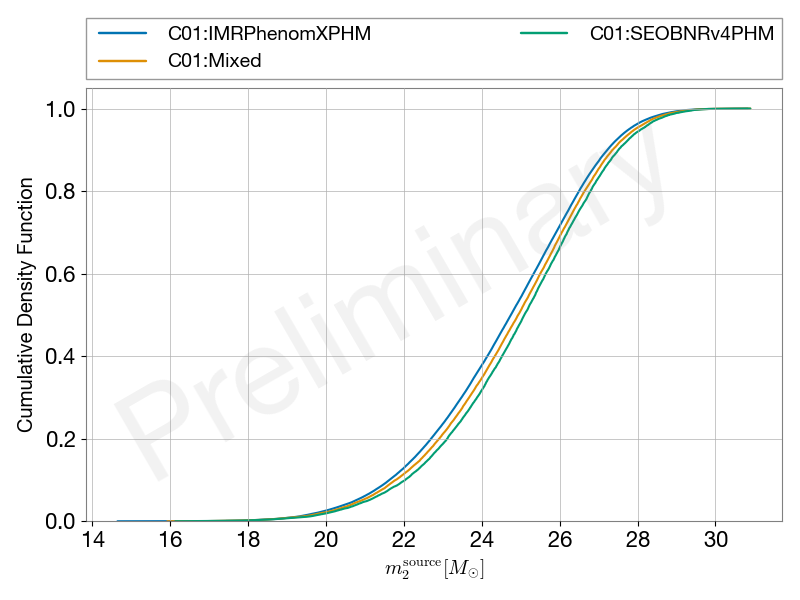 C01:IMRPhenomXPHM
C01:Mixed
C01:SEOBNRv4PHM
1.0
0.8
0.6
0.4
0.2
0.0
Cumulative Density Function
Preliminary
14 16 18 20 22 24 26 28 30
m₂^source [M⊙]